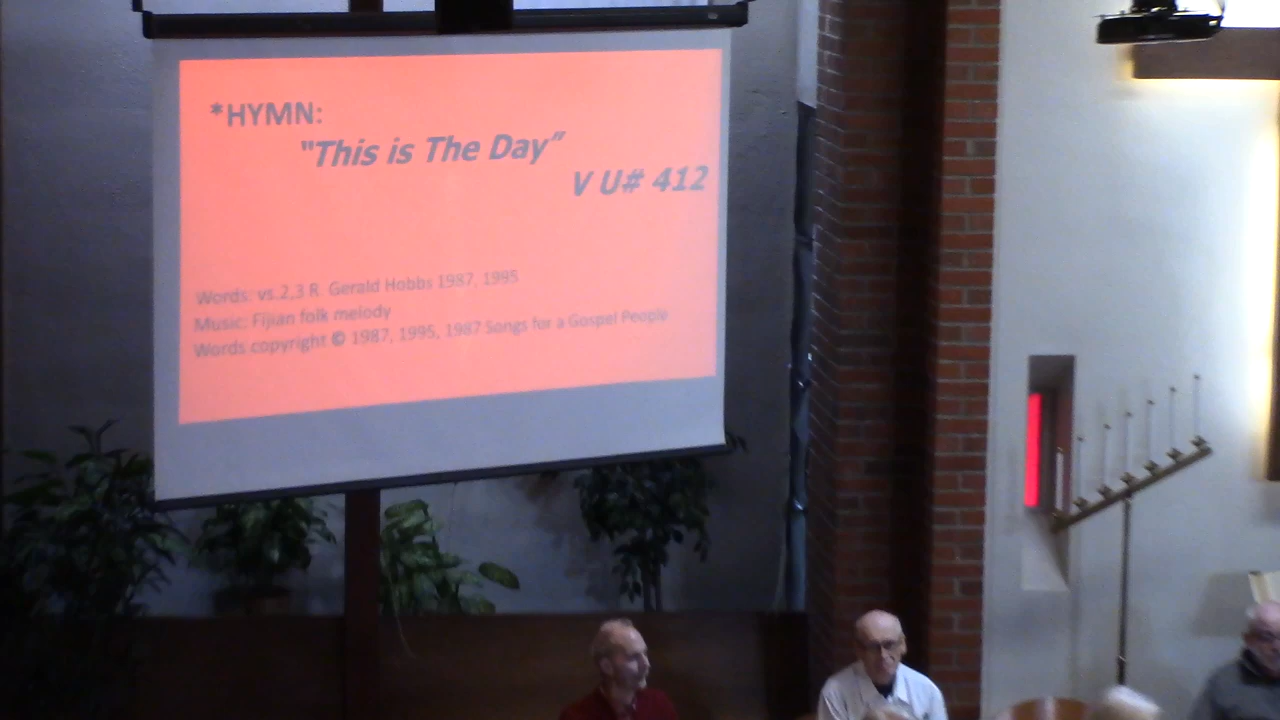 *HYMN:
"This is The Day"
V U# 412
Words: vs.2,3 R. Gerald Hobbs 1987, 1995
Music: Fijian folk melody
Words copyright © 1987, 1995, 1987 Songs for a Gospel People